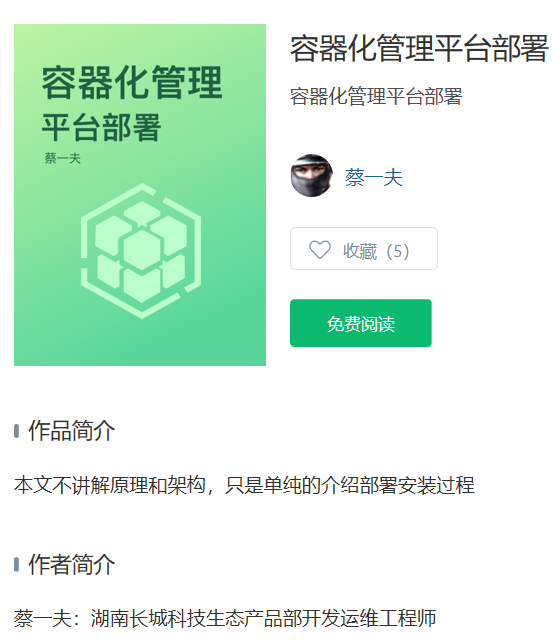 容器化管理
平台部署
蔡一夫
容器化管理平台部署
容器化管理平台部署
蔡一夫
收藏（5）
免费阅读
作品简介
本文不讲解原理和架构，只是单纯的介绍部署安装过程
作者简介
蔡一夫：湖南长城科技生态产品部开发运维工程师